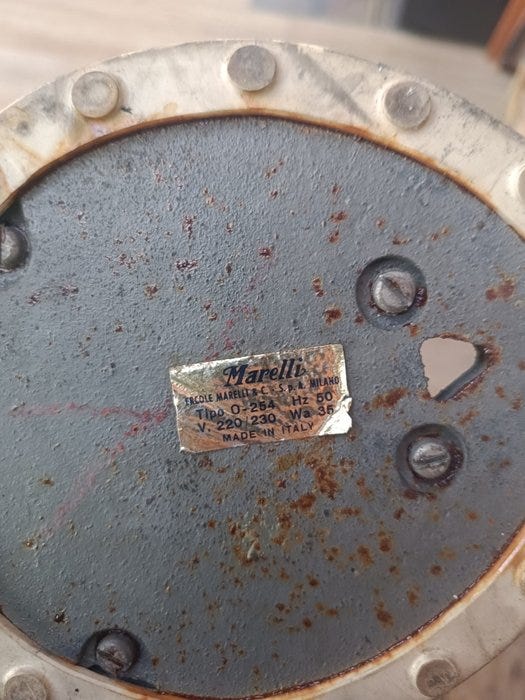 Marelli
ERCOLE MARELLI & C. S.P.A. MILANO
Tipo O-254 Hz 50
V. 220/230 Wa 35
MADE IN ITALY